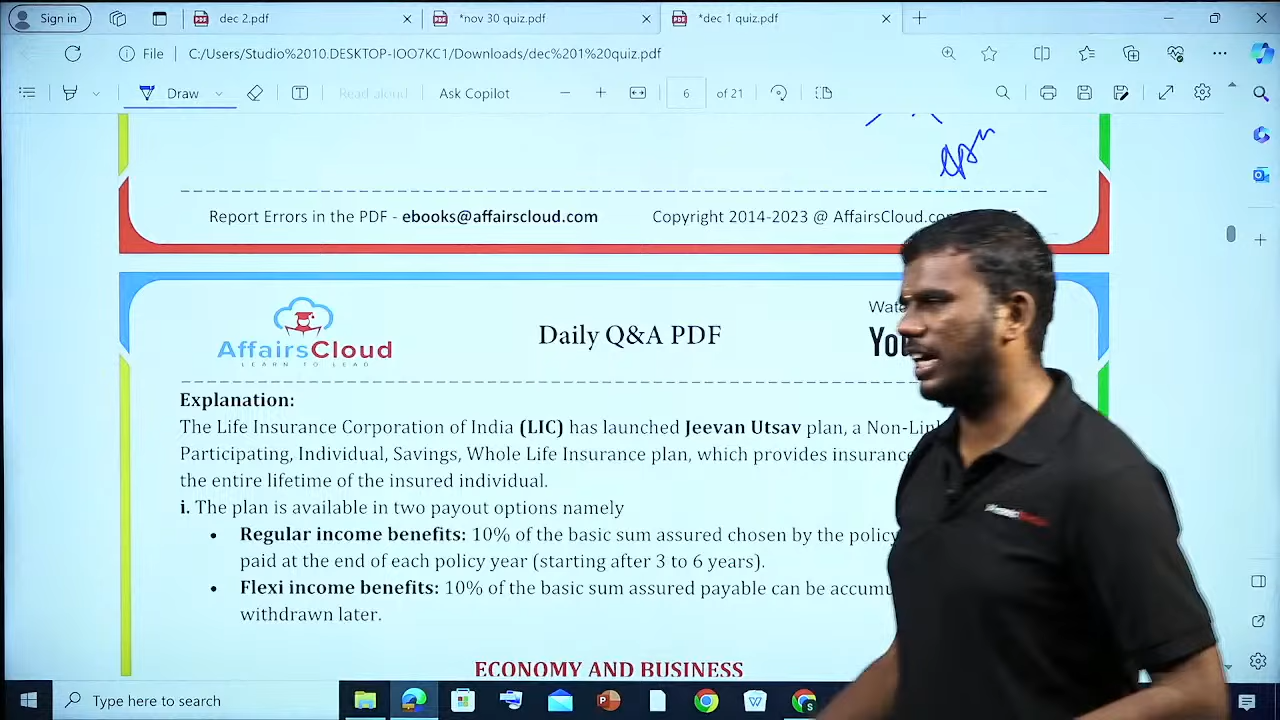 Sign in
dec 2.pdf
*nov 30 quiz.pdf
*dec 1 quiz.pdf
File
C:/Users/Studio%2010.DESKTOP-IOO7KC1/Downloads/dec%201%20quiz.pdf
Draw
Read aloud
Ask Copilot
6
of 21
Report Errors in the PDF - ebooks@affairscloud.com
Copyright 2014-2023 @ AffairsCloud.co
AffairsCloud
LEARN TO LEAD
Daily Q&A PDF
Explanation:
The Life Insurance Corporation of India (LIC) has launched Jeevan Utsav plan, a Non-Lin
Participating, Individual, Savings, Whole Life Insurance plan, which provides insurance
the entire lifetime of the insured individual.
i. The plan is available in two payout options namely
• Regular income benefits: 10% of the basic sum assured chosen by the policy
paid at the end of each policy year (starting after 3 to 6 years).
• Flexi income benefits: 10% of the basic sum assured payable can be accumu
withdrawn later.
ECONOMY AND BUSINESS
Type here to search